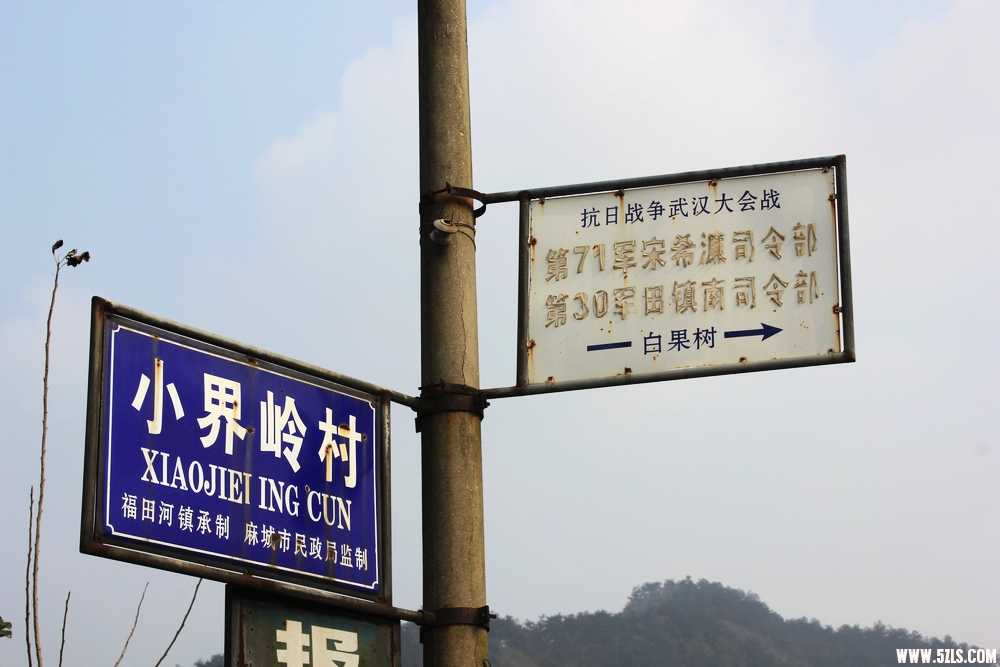 抗日战争武汉大会战
第71军宋希濂司令部
第30军田镇南司令部
白果树
小界岭村
XIAOJIELING CUN
福田河镇承制 麻城市民政局监制
报
WWW.5ZLS.COM